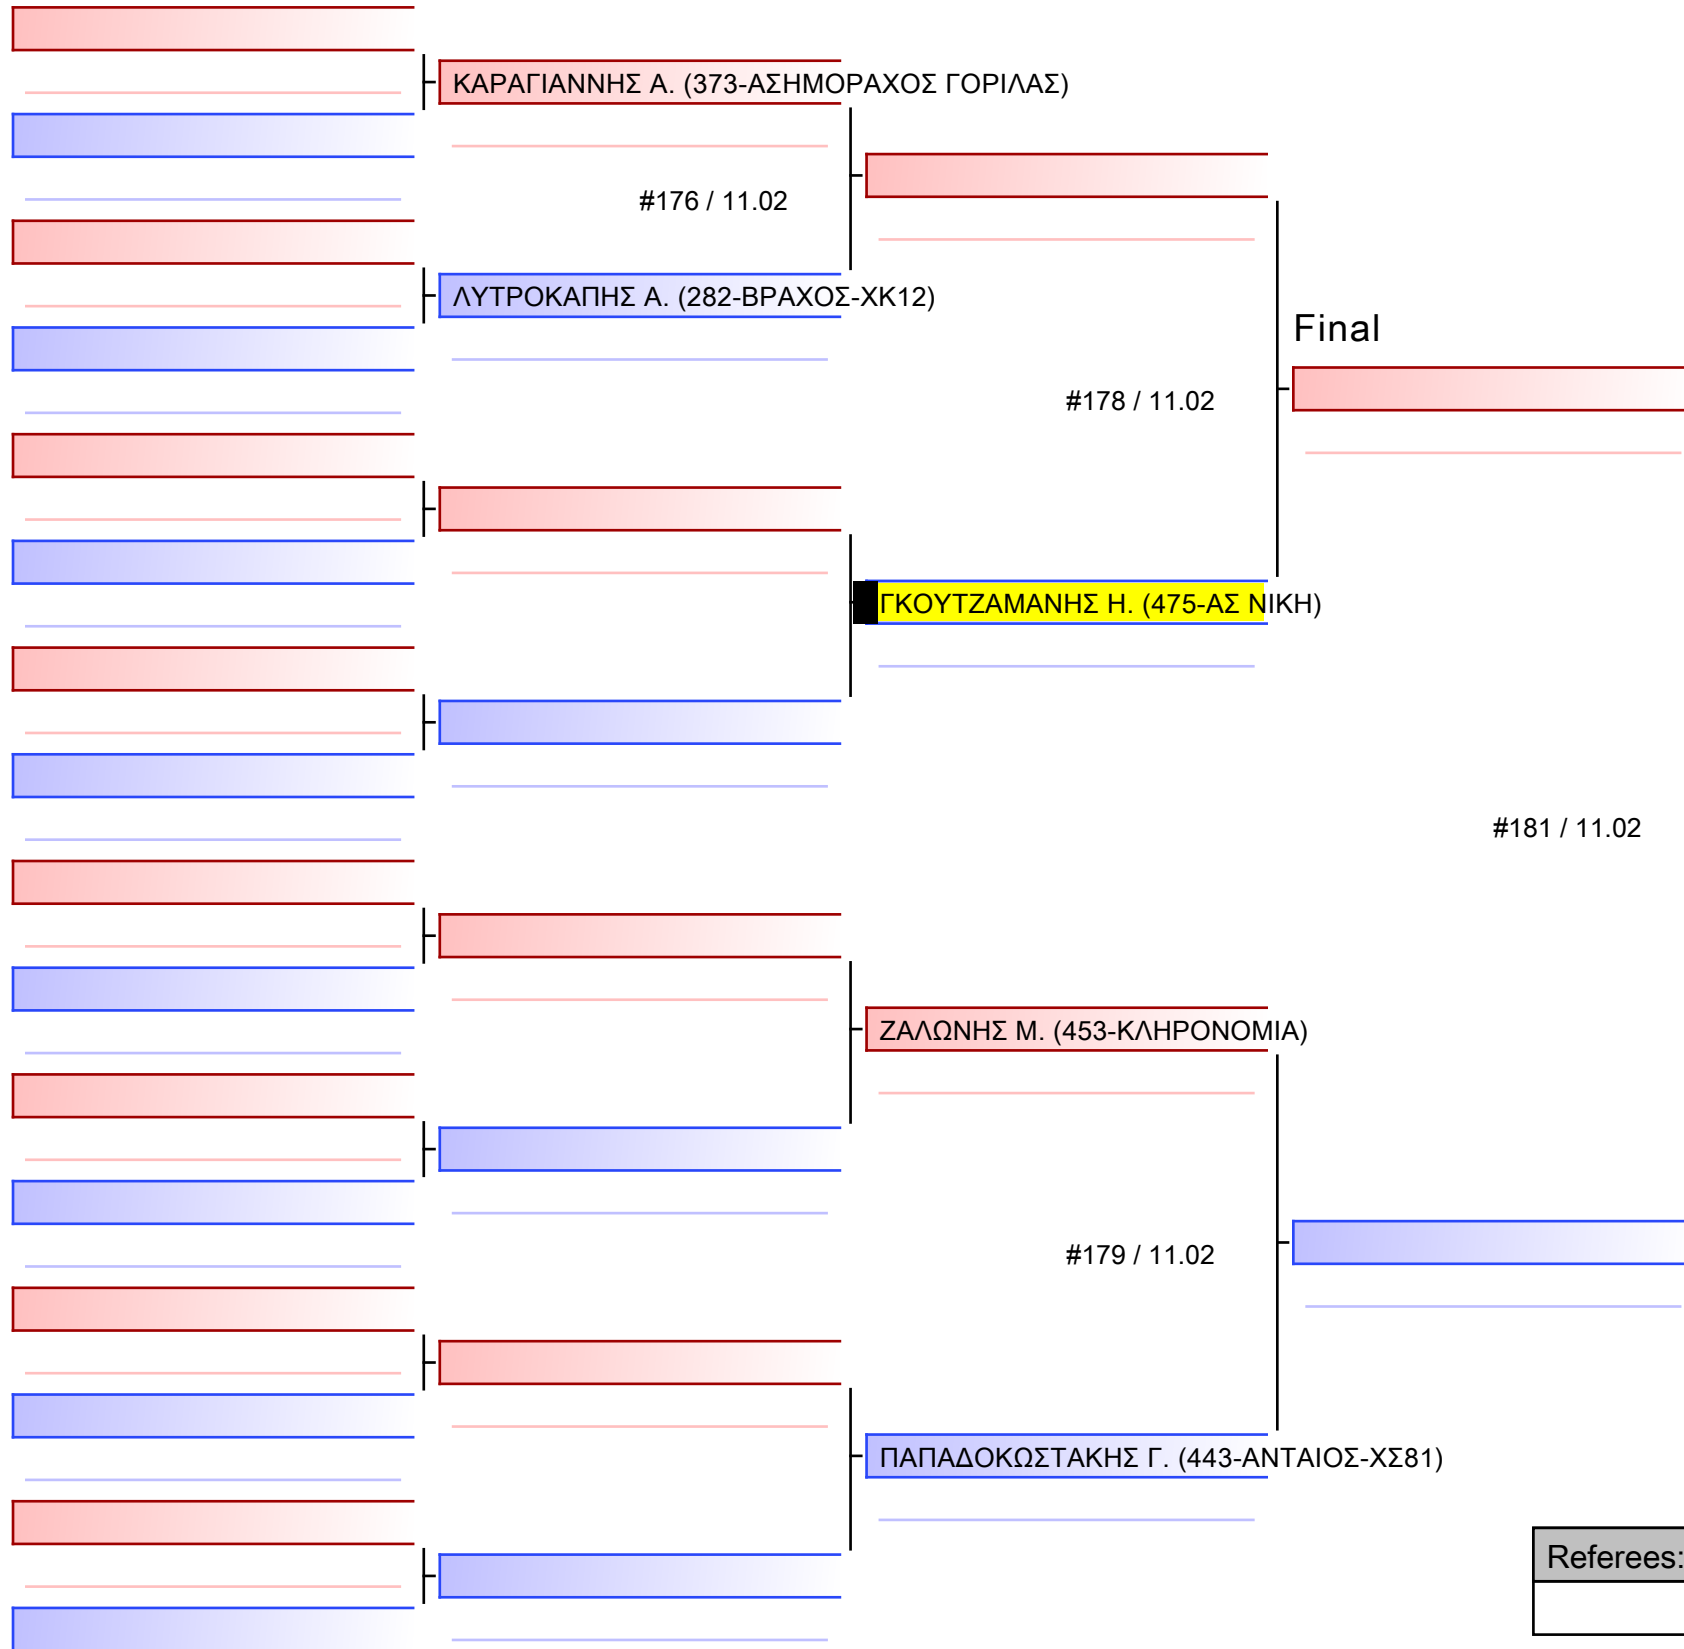 ΚΑΡΑΓΙΑΝΝΗΣ Α. (373-ΑΣΗΜΟΡΑΧΟΣ ΓΟΡΙΛΑΣ)
#176 / 11.02
ΛΥΤΡΟΚΑΠΗΣ Α. (282-ΒΡΑΧΟΣ-ΧΚ12)
Final
#178 / 11.02
ΓΚΟΥΤΖΑΜΑΝΗΣ Η. (475-ΑΣ ΝΙΚΗ)
#181 / 11.02
ΖΑΛΩΝΗΣ Μ. (453-ΚΛΗΡΟΝΟΜΙΑ)
#179 / 11.02
ΠΑΠΑΔΟΚΩΣΤΑΚΗΣ Γ. (443-ΑΝΤΑΙΟΣ-ΧΣ81)
Referees: